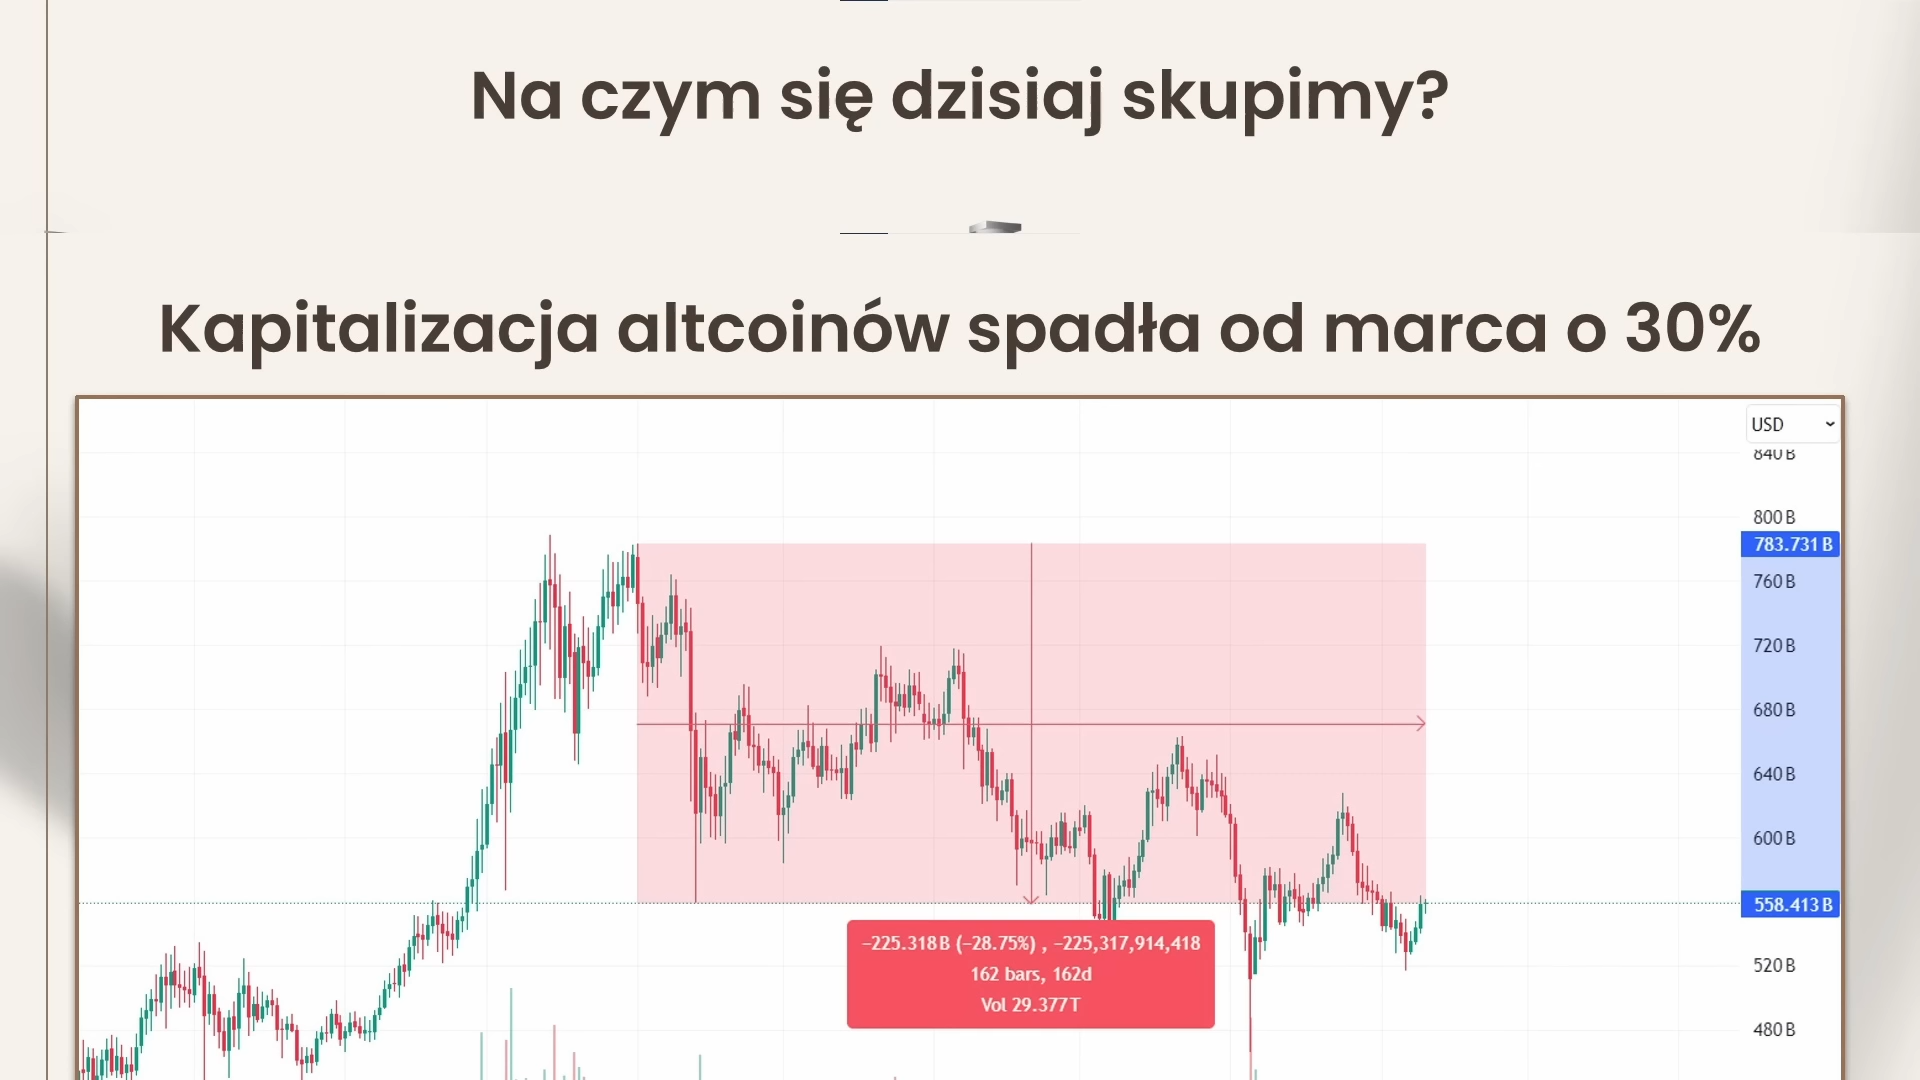 Na czym się dzisiaj skupimy?
Kapitalizacja altcoinów spadła od marca o 30%
USD
840 B
800 B
783.731 B
760 B
720 B
680 B
640 B
600 B
558.413 B
−225.318 B (−28.75%) , −225,317,914,418
162 bars, 162d
Vol 29.377 T
520 B
480 B